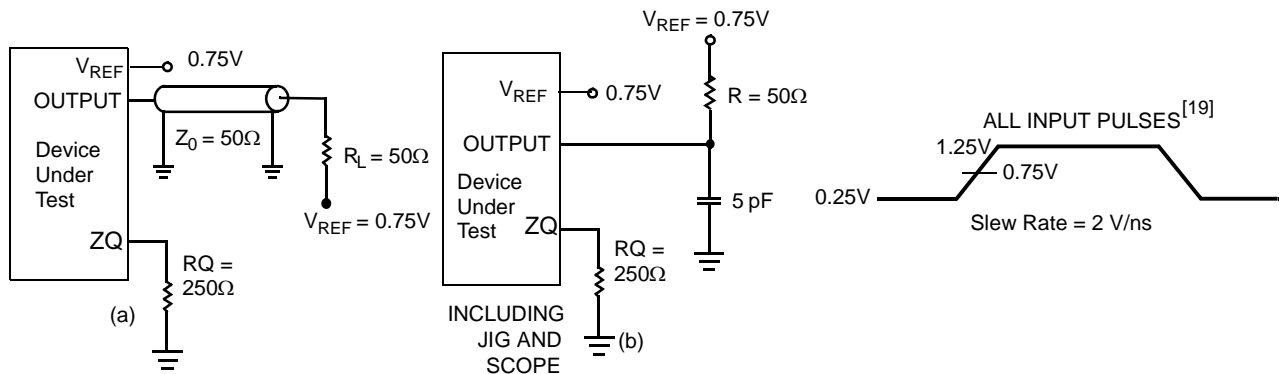 V_REF
0.75V
OUTPUT
Z_0 = 50Ω
Device
Under
Test
R_L = 50Ω
V_REF = 0.75V
ZQ
RQ =
250Ω
(a)
V_REF = 0.75V
R = 50Ω
V_REF
0.75V
OUTPUT
Device
Under
Test
5 pF
ZQ
RQ =
250Ω
INCLUDING
JIG AND
SCOPE
(b)
ALL INPUT PULSES[19]
1.25V
0.75V
0.25V
Slew Rate = 2 V/ns